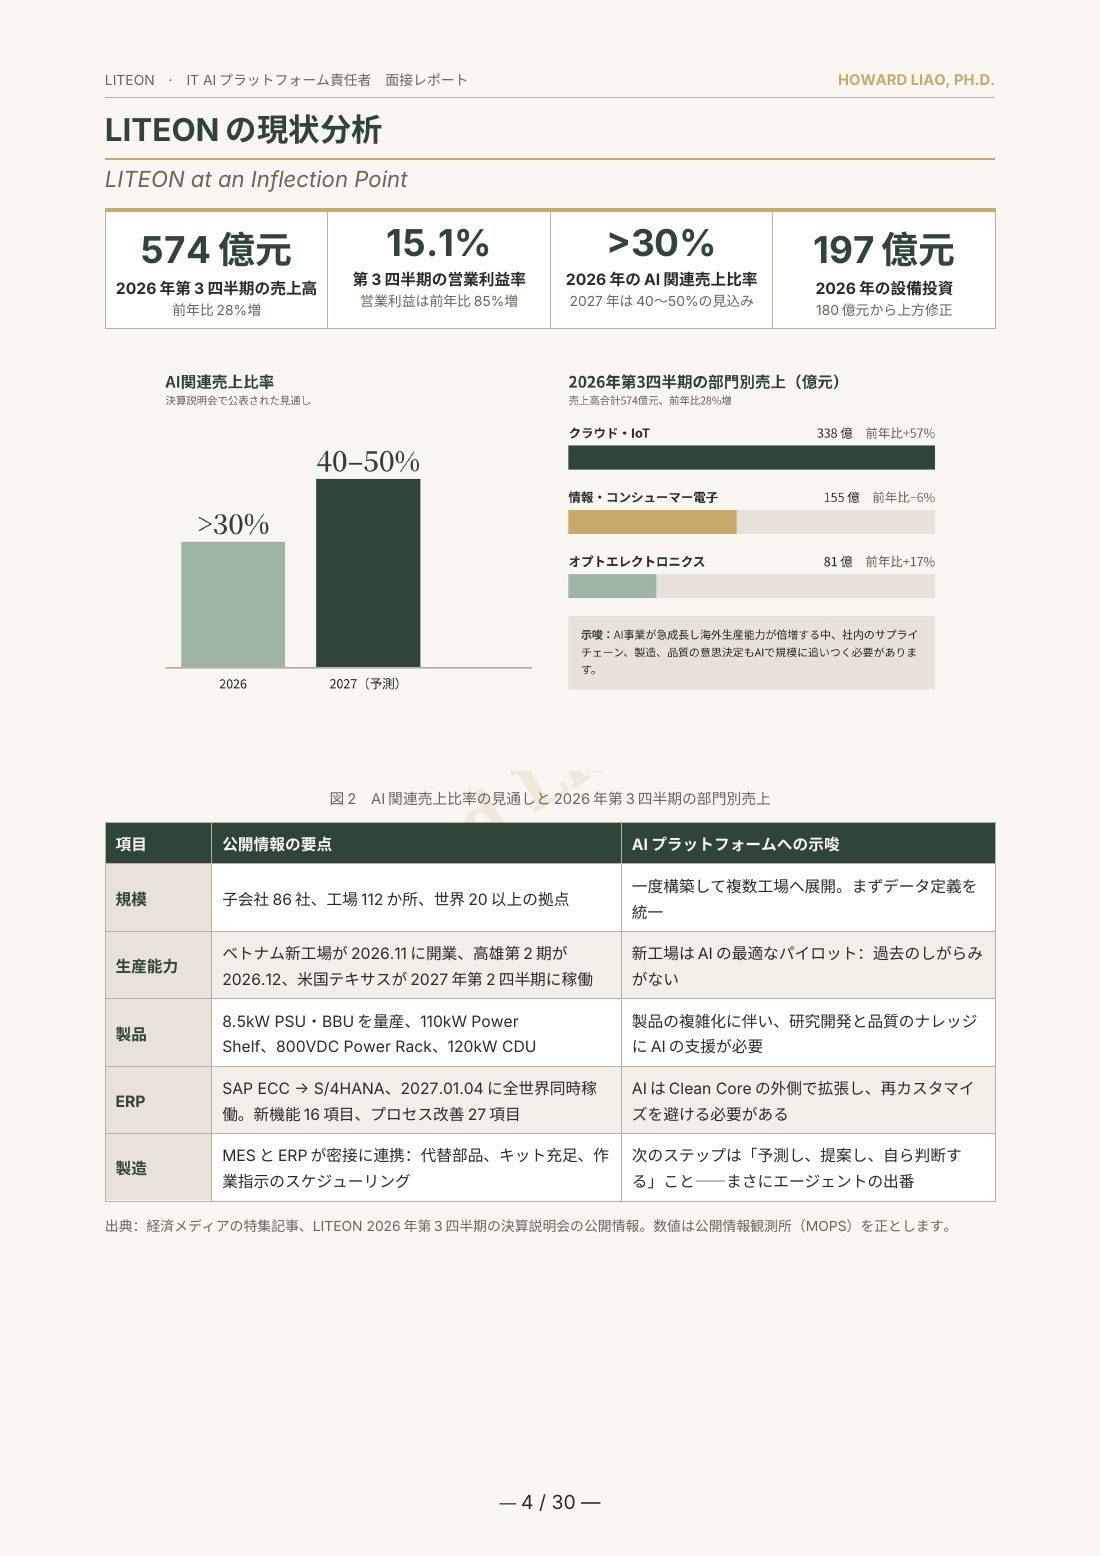 LITEON · IT AI プラットフォーム責任者 面接レポート
HOWARD LIAO, PH.D.
LITEON の現状分析
LITEON at an Inflection Point
574 億元
2026 年第 3 四半期の売上高
前年比 28%増
15.1%
第 3 四半期の営業利益率
営業利益は前年比 85%増
>30%
2026 年の AI 関連売上比率
2027 年は 40〜50%の見込み
197 億元
2026 年の設備投資
180 億元から上方修正
AI関連売上比率
決算説明会で公表された見通し
>30%
40–50%
2026
2027（予測）
2026年第3四半期の部門別売上（億元）
売上高合計574億元、前年比28%増
クラウド・IoT 338 億 前年比+57%
情報・コンシューマー電子 155 億 前年比−6%
オプトエレクトロニクス 81 億 前年比+17%
示唆：AI事業が急成長し海外生産能力が倍増する中、社内のサプライ
チェーン、製造、品質の意思決定もAIで規模に追いつく必要がありま
す。
図 2 AI 関連売上比率の見通しと 2026 年第 3 四半期の部門別売上
項目
公開情報の要点
AI プラットフォームへの示唆
規模
子会社 86 社、工場 112 か所、世界 20 以上の拠点
一度構築して複数工場へ展開。まずデータ定義を
統一
生産能力
ベトナム新工場が 2026.11 に開業、高雄第 2 期が
2026.12、米国テキサスが 2027 年第 2 四半期に稼働
新工場は AI の最適なパイロット：過去のしがらみ
がない
製品
8.5kW PSU・BBU を量産、110kW Power
Shelf、800VDC Power Rack、120kW CDU
製品の複雑化に伴い、研究開発と品質のナレッジ
に AI の支援が必要
ERP
SAP ECC → S/4HANA、2027.01.04 に全世界同時稼
働。新機能 16 項目、プロセス改善 27 項目
AI は Clean Core の外側で拡張し、再カスタマイ
ズを避ける必要がある
製造
MES と ERP が密接に連携：代替部品、キット充足、作
業指示のスケジューリング
次のステップは「予測し、提案し、自ら判断す
る」こと——まさにエージェントの出番
出典：経済メディアの特集記事、LITEON 2026 年第 3 四半期の決算説明会の公開情報。数値は公開情報観測所（MOPS）を正とします。
— 4 / 30 —